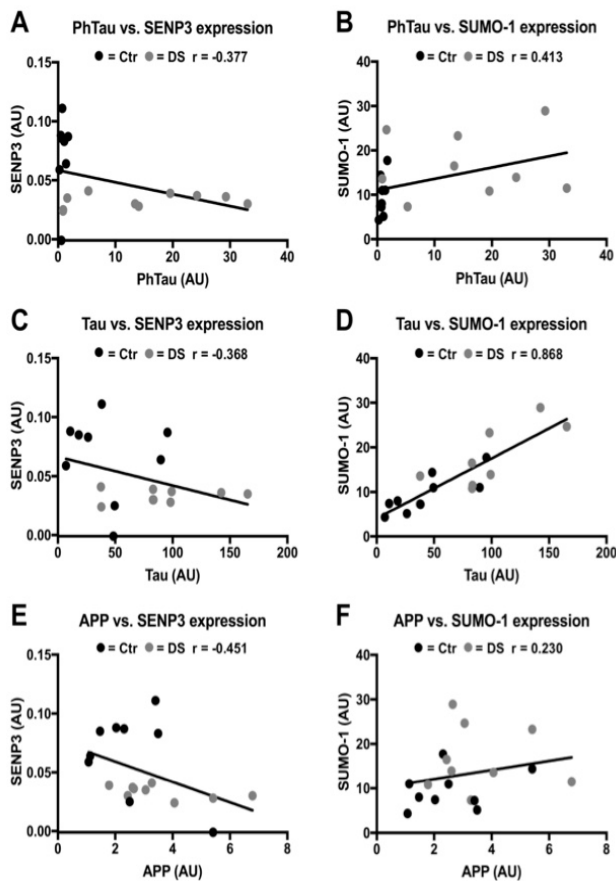 A
PhTau vs. SENP3 expression
= Ctr = DS r = -0.377
SENP3 (AU)
0.15
0.10
0.05
0.00
0 10 20 30 40
PhTau (AU)
B
PhTau vs. SUMO-1 expression
= Ctr = DS r = 0.413
SUMO-1 (AU)
40
30
20
10
0
0 10 20 30 40
PhTau (AU)
C
Tau vs. SENP3 expression
= Ctr = DS r = -0.368
SENP3 (AU)
0.15
0.10
0.05
0.00
0 50 100 150 200
Tau (AU)
D
Tau vs. SUMO-1 expression
= Ctr = DS r = 0.868
SUMO-1 (AU)
40
30
20
10
0
0 50 100 150 200
Tau (AU)
E
APP vs. SENP3 expression
= Ctr = DS r = -0.451
SENP3 (AU)
0.15
0.10
0.05
0.00
0 2 4 6 8
APP (AU)
F
APP vs. SUMO-1 expression
= Ctr = DS r = 0.230
SUMO-1 (AU)
40
30
20
10
0
0 2 4 6 8
APP (AU)